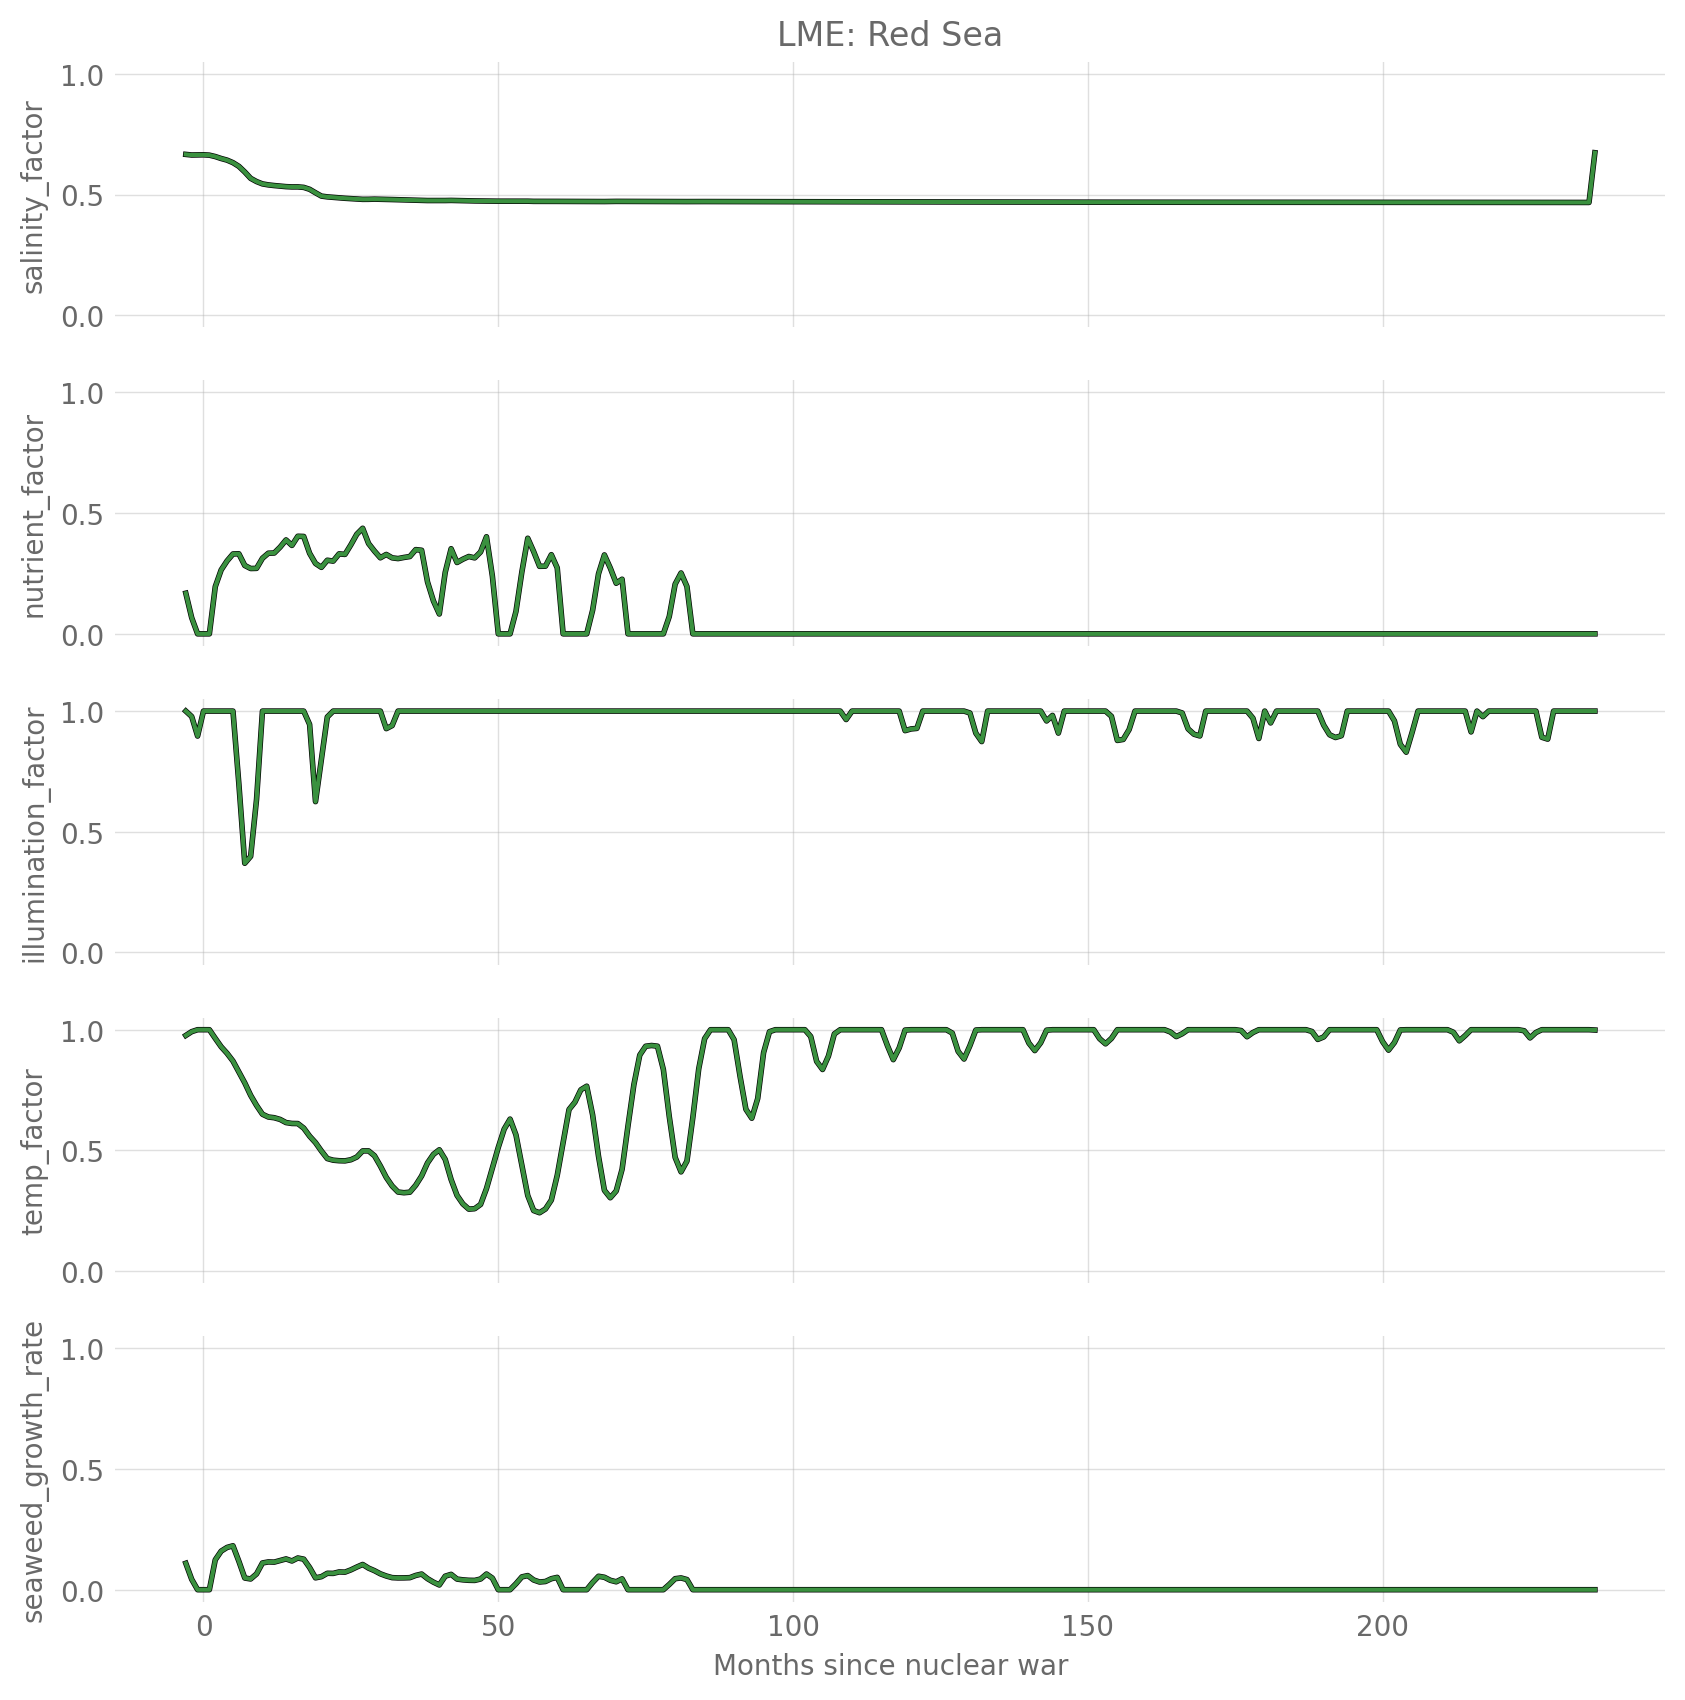 LME: Red Sea
salinity_factor
1.0
0.5
0.0
nutrient_factor
1.0
0.5
0.0
illumination_factor
1.0
0.5
0.0
temp_factor
1.0
0.5
0.0
seaweed_growth_rate
1.0
0.5
0.0
0 50 100 150 200
Months since nuclear war